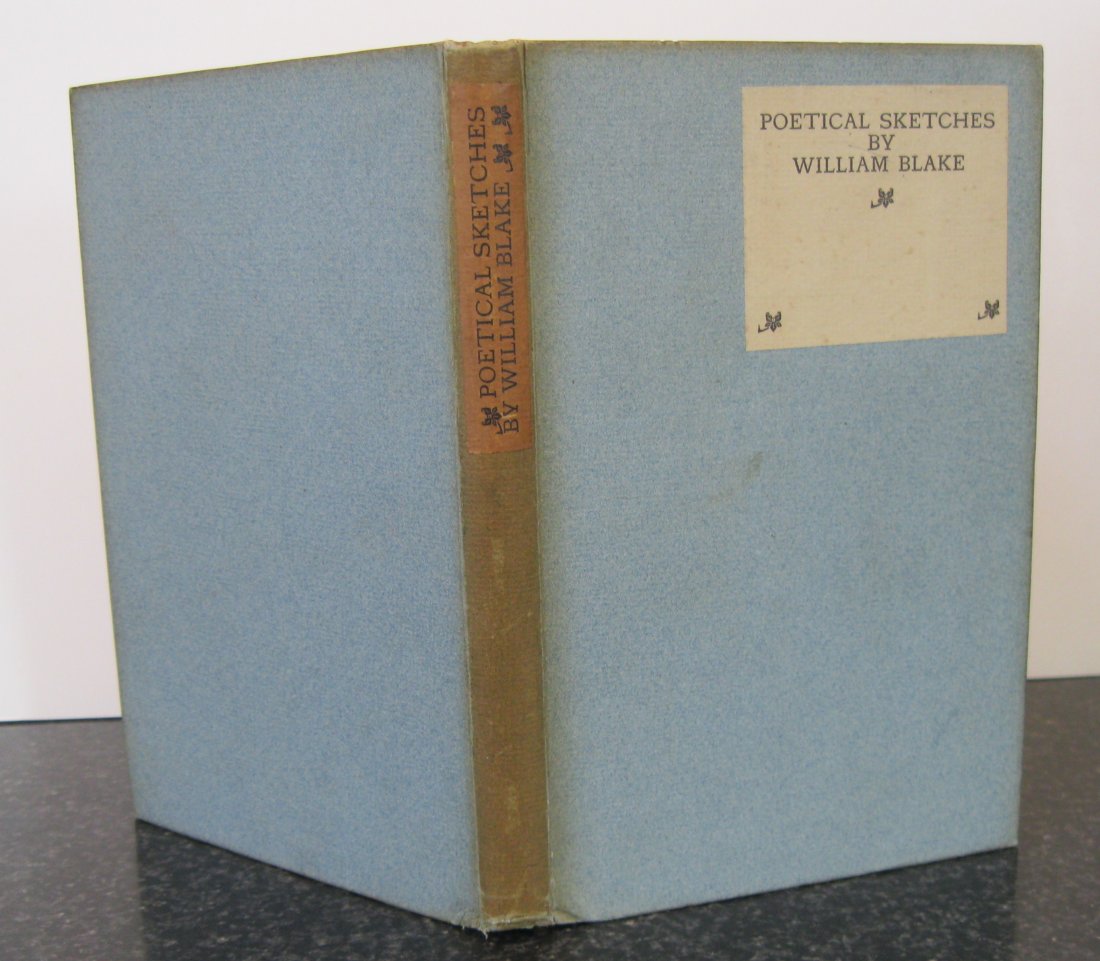 POETICAL SKETCHES
BY WILLIAM BLAKE
POETICAL SKETCHES
BY
WILLIAM BLAKE